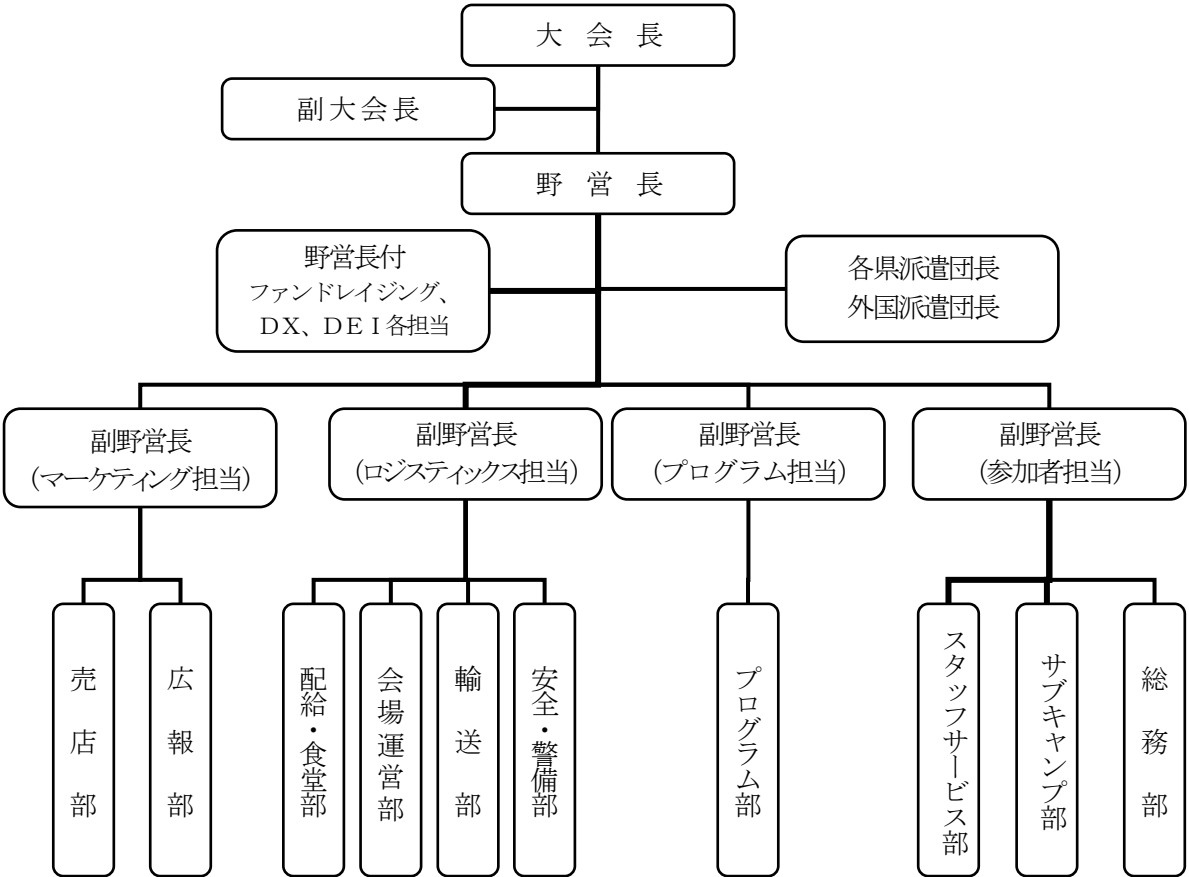 大会長
副大会長
野営長
野営長付
ファンドレイジング、
ＤＸ、ＤＥＩ各担当
各県派遣団長
外国派遣団長
副野営長
(マーケティング担当)
副野営長
(ロジスティックス担当)
副野営長
(プログラム担当)
副野営長
(参加者担当)
売店部
広報部
配給・食堂部
会場運営部
輸送部
安全・警備部
プログラム部
スタッフサービス部
サブキャンプ部
総務部